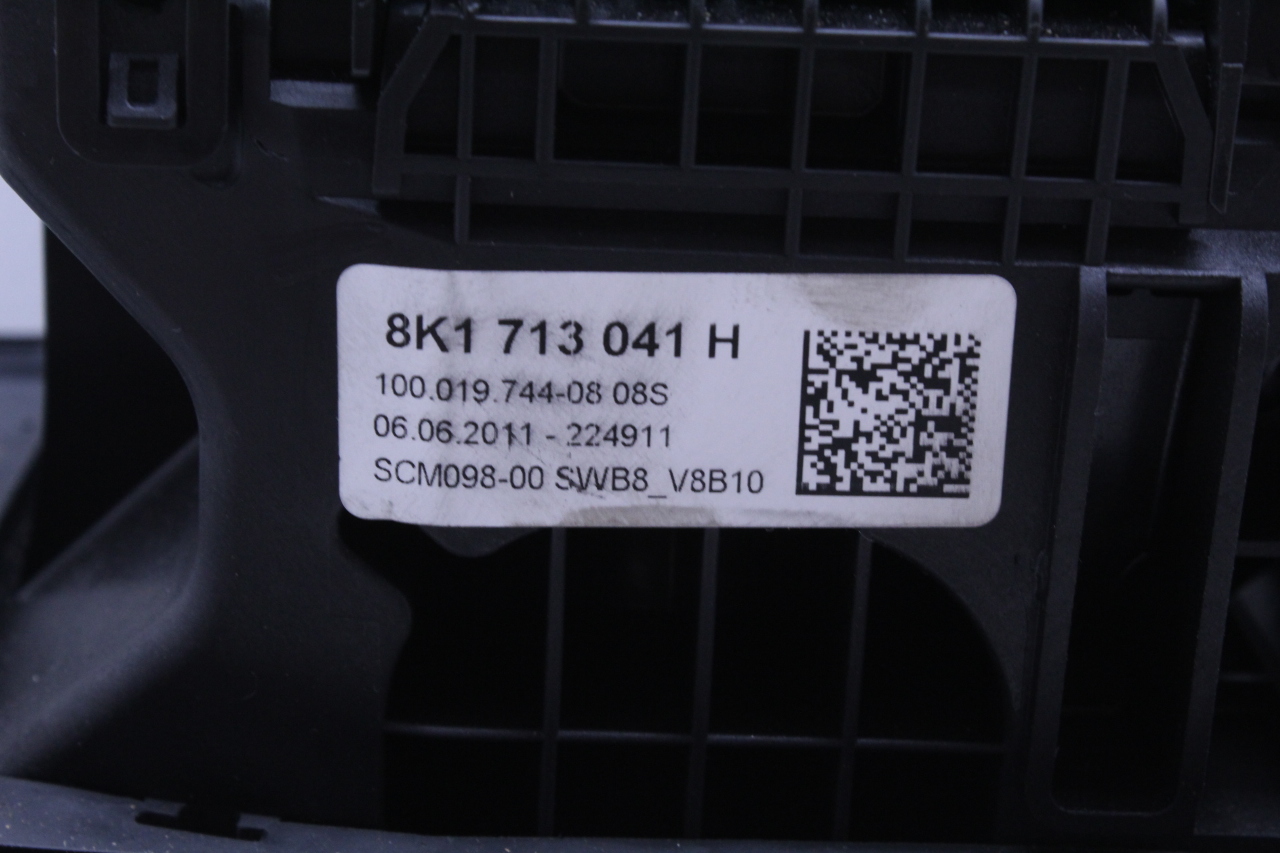 8K1 713 041 H
100.019.744-08 08S
06.06.2011 - 224911
SCM098-00 SWB8_V8B10